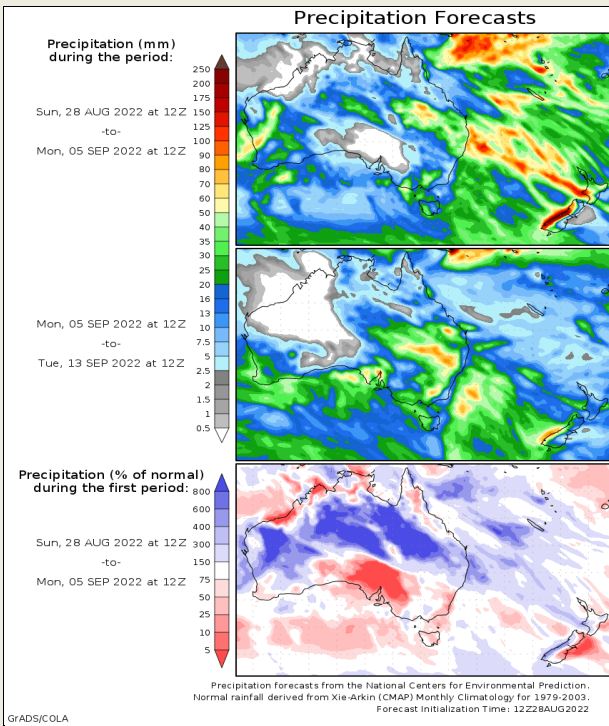 Precipitation Forecasts
Precipitation (mm)
during the period:
Sun, 28 AUG 2022 at 12Z
-to-
Mon, 05 SEP 2022 at 12Z
250
200
175
150
125
100
90
80
70
60
50
40
35
30
25
20
16
13
10
7.5
5
2.5
2
1.5
1
0.5
Mon, 05 SEP 2022 at 12Z
-to-
Tue, 13 SEP 2022 at 12Z
Precipitation (% of normal)
during the first period:
Sun, 28 AUG 2022 at 12Z
-to-
Mon, 05 SEP 2022 at 12Z
800
600
400
300
150
75
50
25
10
5
Precipitation forecasts from the National Centers for Environmental Prediction.
Normal rainfall derived from Xie-Arkin (CMAP) Monthly Climatology for 1979-2003.
Forecast Initialization Time: 12Z28AUG2022
GrADS/COLA